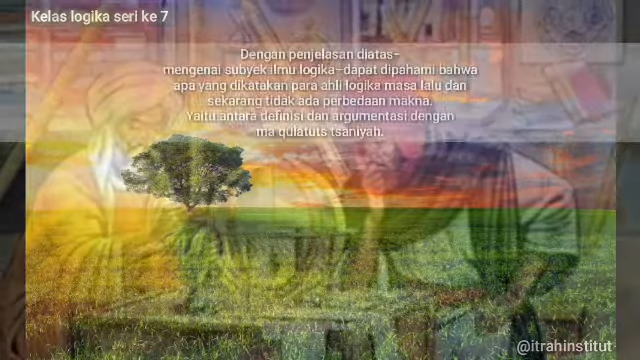 Kelas logika seri ke 7
Dengan penjelasan diatas-
mengenai subyek ilmu logika-dapat dipahami bahwa
apa yang dikatakan para ahli logika masa lalu dan
sekarang tidak ada perbedaan makna.
Yaitu antara definisi dan argumentasi dengan
ma qulatuts tsaniyah.
@itrahinstitut